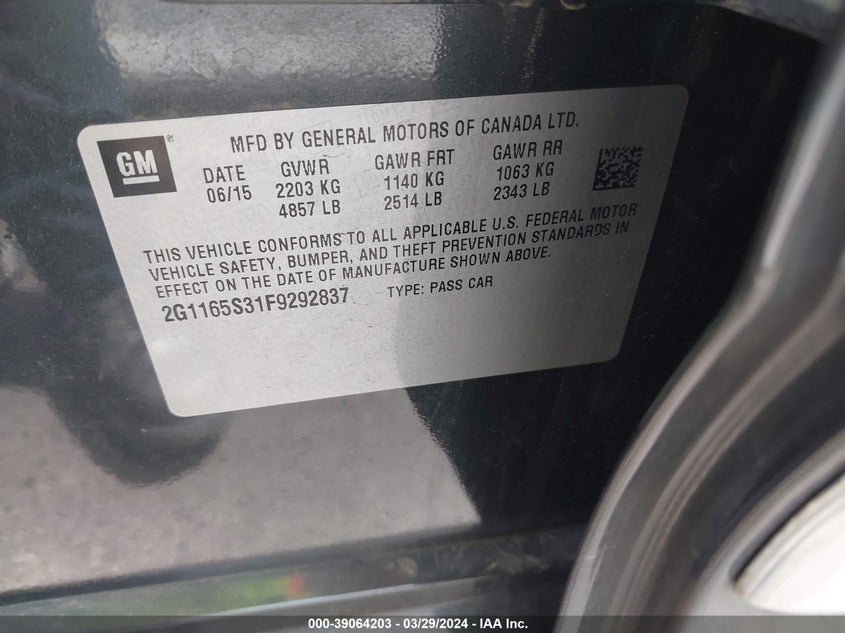 GM
MFD BY GENERAL MOTORS OF CANADA LTD.
DATE GVWR GAWR FRT GAWR RR
06/15 2203 KG 1140 KG 1063 KG
4857 LB 2514 LB 2343 LB
THIS VEHICLE CONFORMS TO ALL APPLICABLE U.S. FEDERAL MOTOR
VEHICLE SAFETY, BUMPER, AND THEFT PREVENTION STANDARDS IN
EFFECT ON THE DATE OF MANUFACTURE SHOWN ABOVE.
2G1165S31F9292837 TYPE: PASS CAR
000-39064203 - 03/29/2024 - IAA Inc.